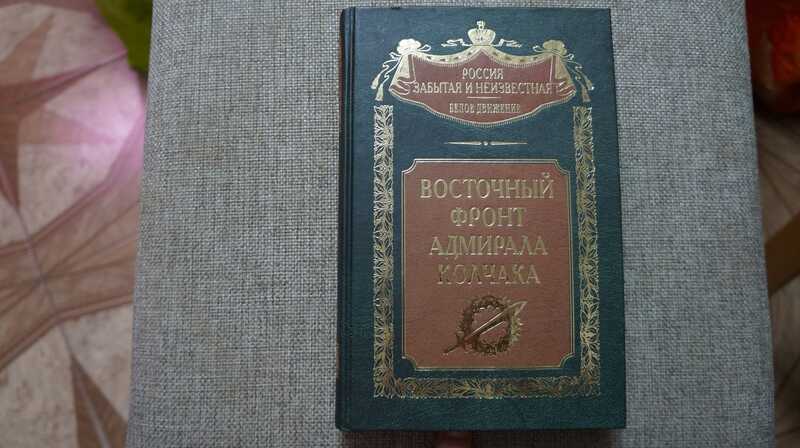 РОССИЯ
ЗАБЫТАЯ И НЕИЗВЕСТНАЯ
БЕЛОЕ ДВИЖЕНИЕ
ВОСТОЧНЫЙ
ФРОНТ
АДМИРАЛА
КОЛЧАКА